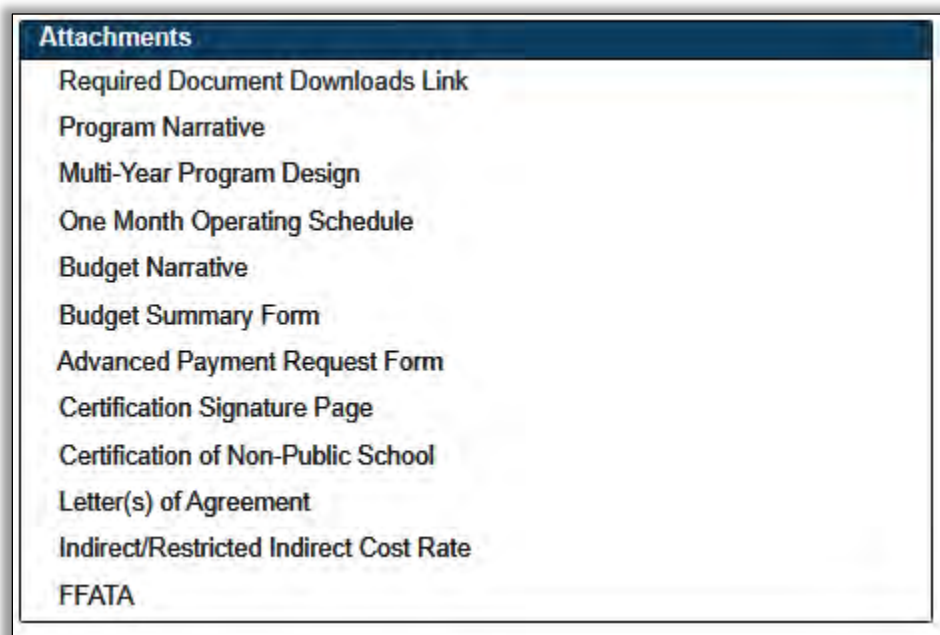 Attachments
Required Document Downloads Link
Program Narrative
Multi-Year Program Design
One Month Operating Schedule
Budget Narrative
Budget Summary Form
Advanced Payment Request Form
Certification Signature Page
Certification of Non-Public School
Letter(s) of Agreement
Indirect/Restricted Indirect Cost Rate
FFATA